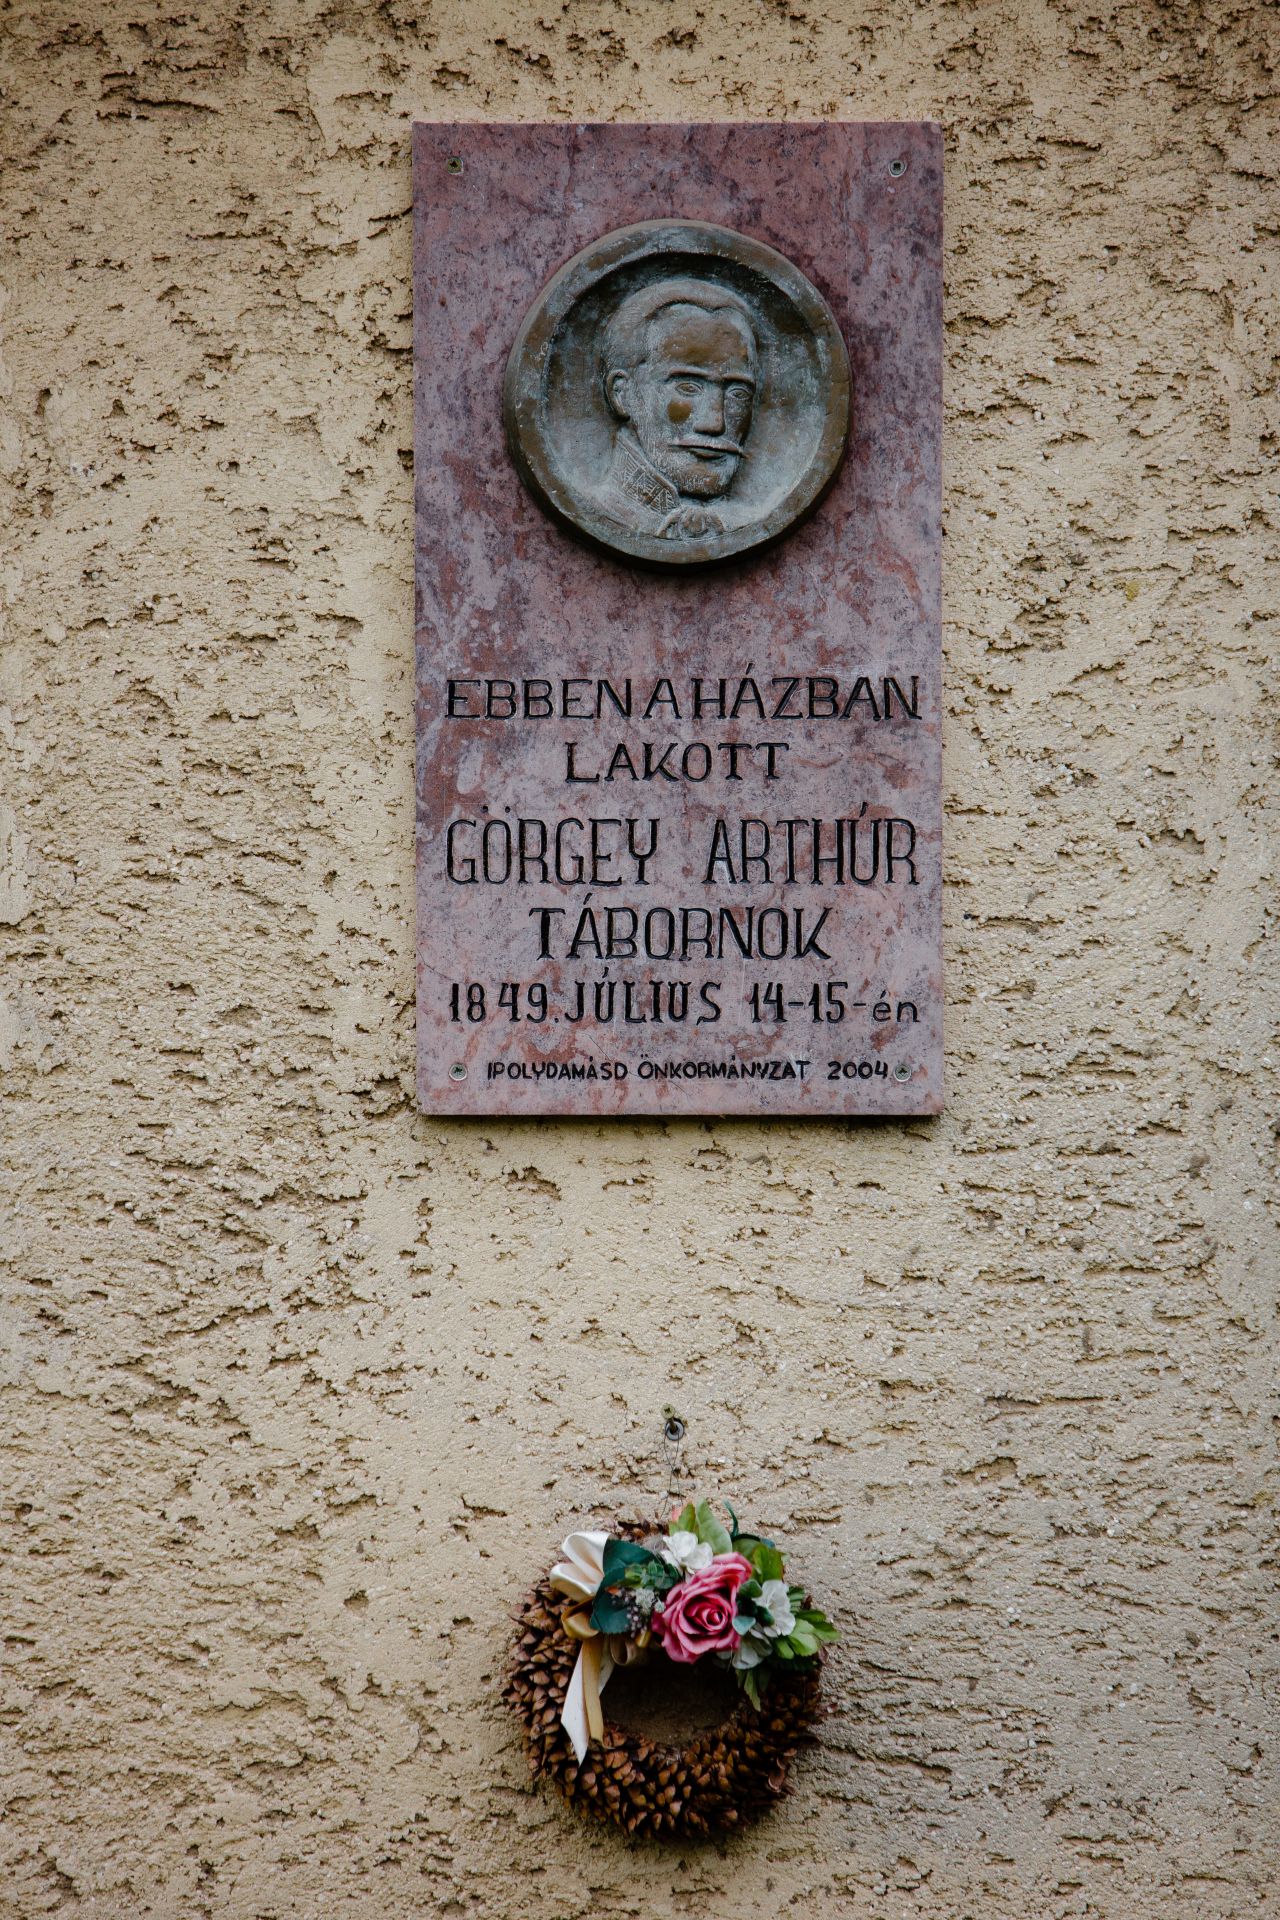 EBBEN A HÁZBAN
LAKOTT
GÖRGEY ARTHÚR
TÁBORNOK
1849. JÚLIUS 14-15-én
IPOLYDAMÁSD ÖNKORMÁNYZAT 2004.